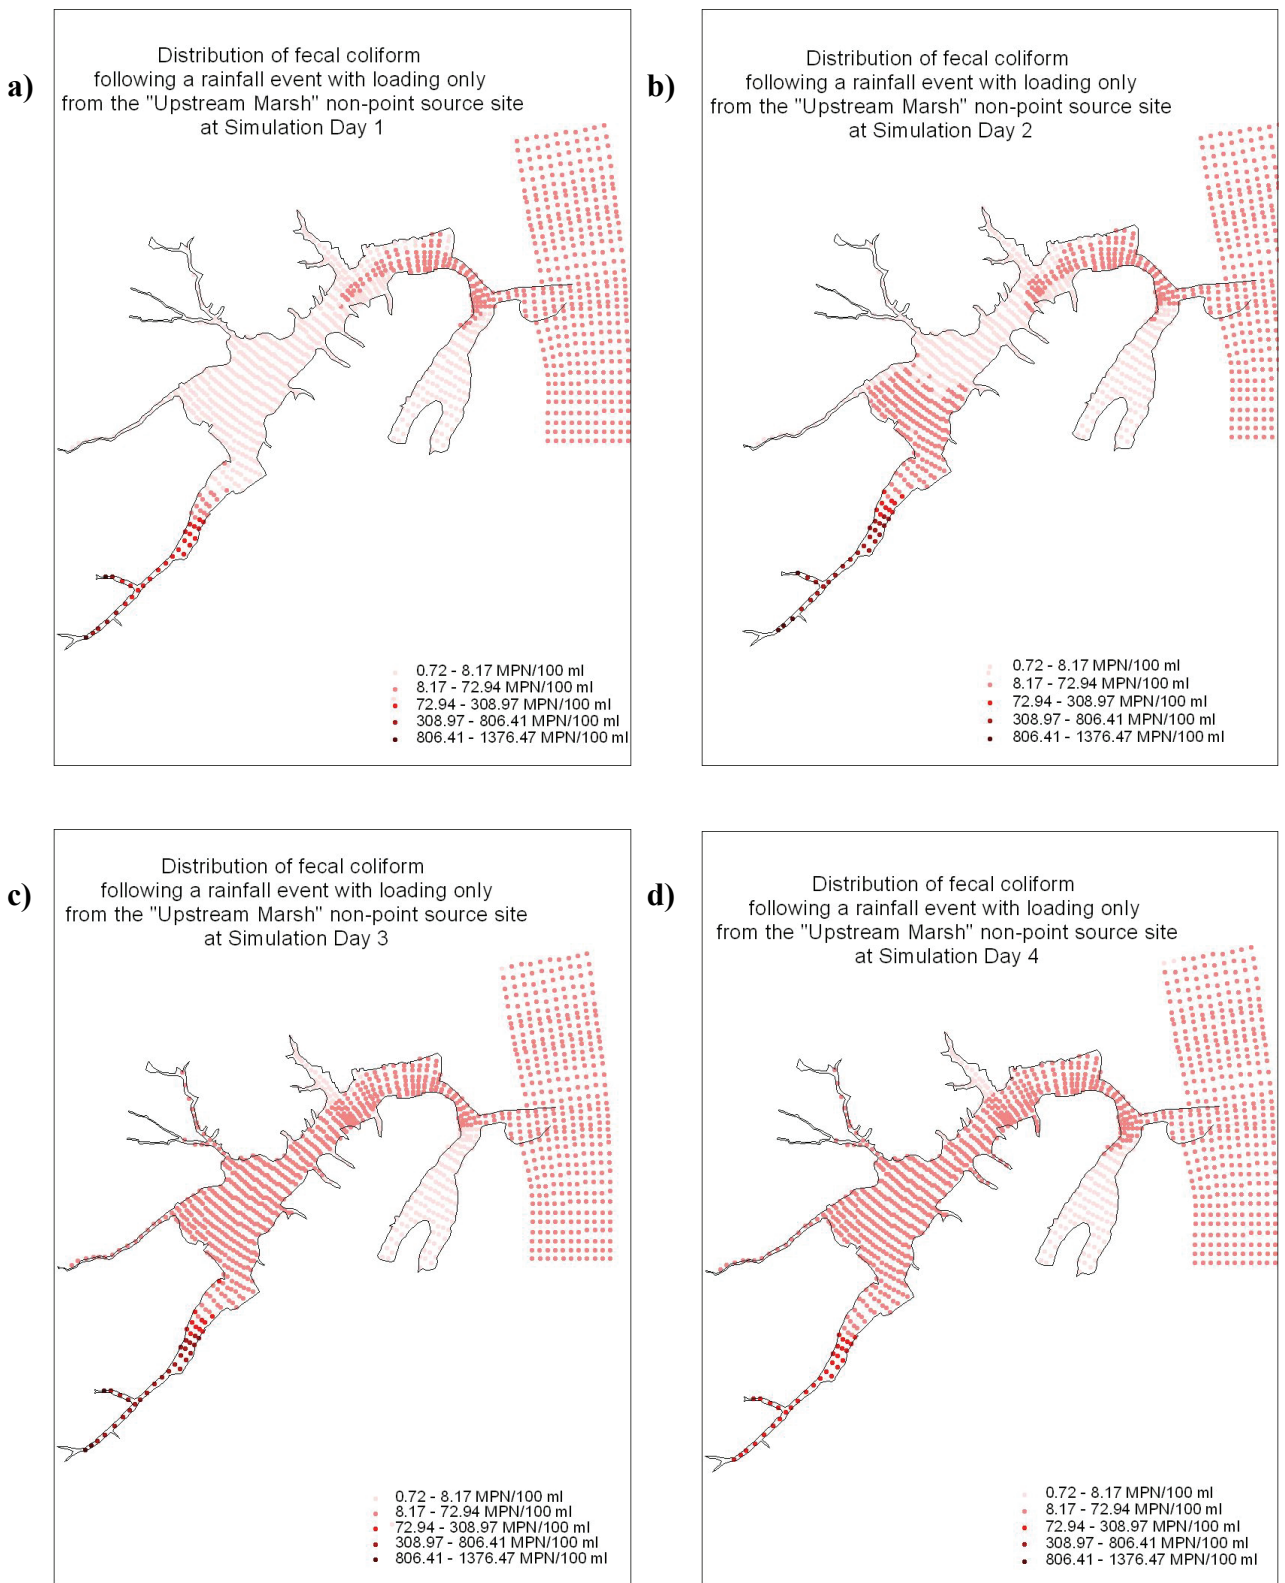 a)
Distribution of fecal coliform
following a rainfall event with loading only
from the "Upstream Marsh" non-point source site
at Simulation Day 1
0.72 - 8.17 MPN/100 ml
8.17 - 72.94 MPN/100 ml
72.94 - 308.97 MPN/100 ml
308.97 - 806.41 MPN/100 ml
806.41 - 1376.47 MPN/100 ml
b)
Distribution of fecal coliform
following a rainfall event with loading only
from the "Upstream Marsh" non-point source site
at Simulation Day 2
0.72 - 8.17 MPN/100 ml
8.17 - 72.94 MPN/100 ml
72.94 - 308.97 MPN/100 ml
308.97 - 806.41 MPN/100 ml
806.41 - 1376.47 MPN/100 ml
c)
Distribution of fecal coliform
following a rainfall event with loading only
from the "Upstream Marsh" non-point source site
at Simulation Day 3
0.72 - 8.17 MPN/100 ml
8.17 - 72.94 MPN/100 ml
72.94 - 308.97 MPN/100 ml
308.97 - 806.41 MPN/100 ml
806.41 - 1376.47 MPN/100 ml
d)
Distribution of fecal coliform
following a rainfall event with loading only
from the "Upstream Marsh" non-point source site
at Simulation Day 4
0.72 - 8.17 MPN/100 ml
8.17 - 72.94 MPN/100 ml
72.94 - 308.97 MPN/100 ml
308.97 - 806.41 MPN/100 ml
806.41 - 1376.47 MPN/100 ml